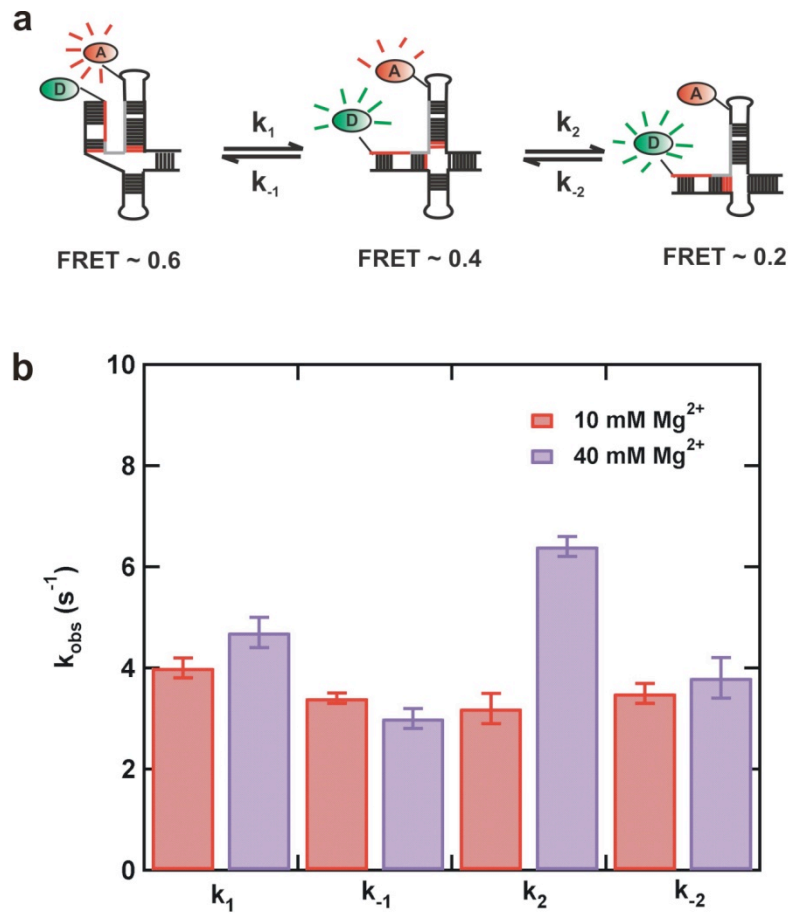 a
A
D
k1
k-1
A
D
k2
k-2
A
D
FRET ~ 0.6
FRET ~ 0.4
FRET ~ 0.2
b
10
8
6
4
2
0
kobs (s-1)
10 mM Mg2+
40 mM Mg2+
k1
k-1
k2
k-2